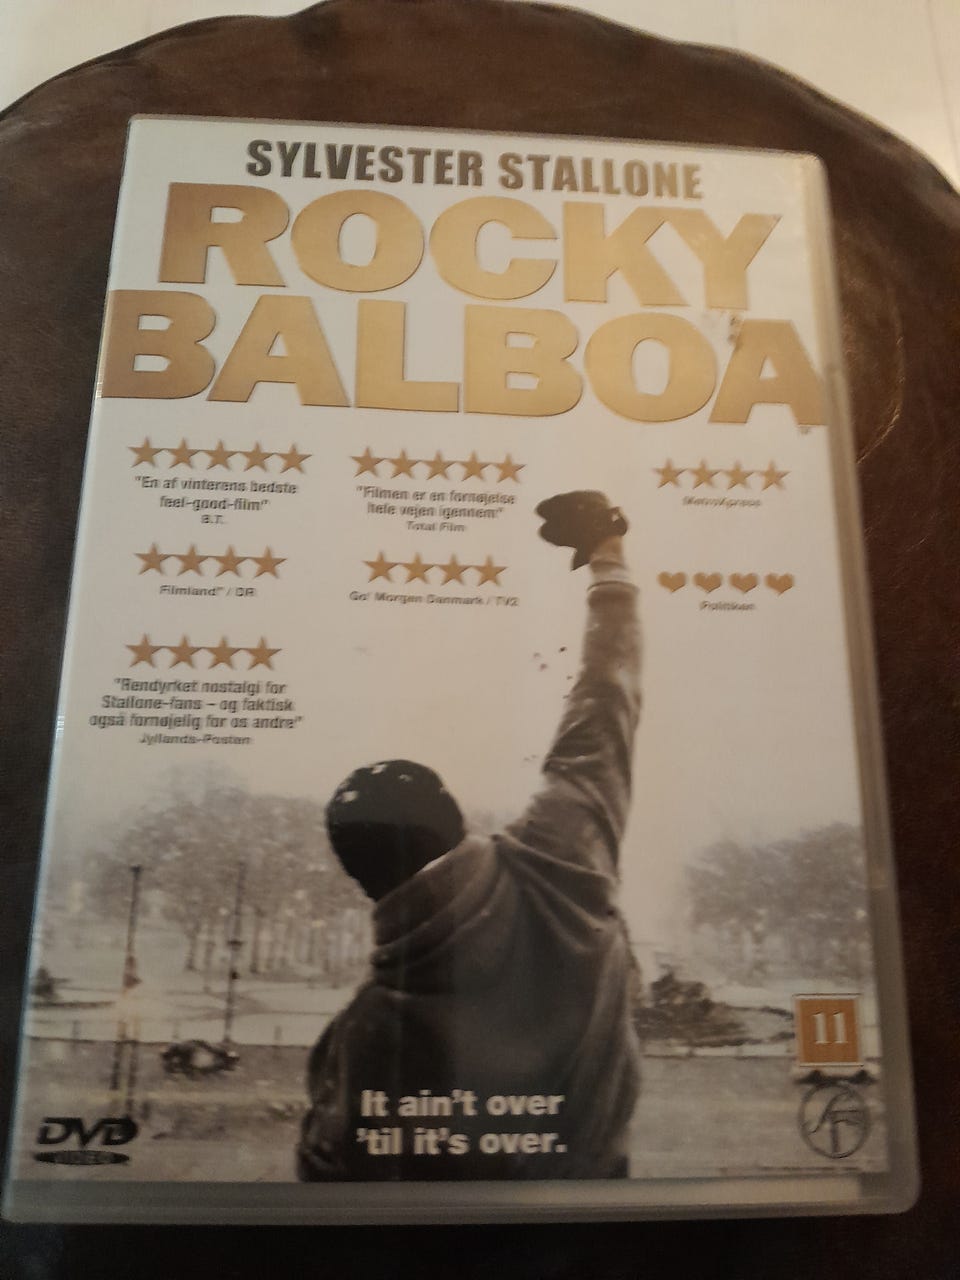 SYLVESTER STALLONE
ROCKY
BALBOA
"En af vinterens bedste
feel-good-film"
B.T.
"Filmen er en fornøjelse
hele vejen igennem"
Total Film
MetroXpress
Filmland" / DR
Go' Morgen Danmark / TV2
Politiken
"Rendyrket nostalgi for
Stallone-fans – og faktisk
også fornøjelig for os andre"
Jyllands-Posten
11
It ain't over
'til it's over.
DVD
VIDEO